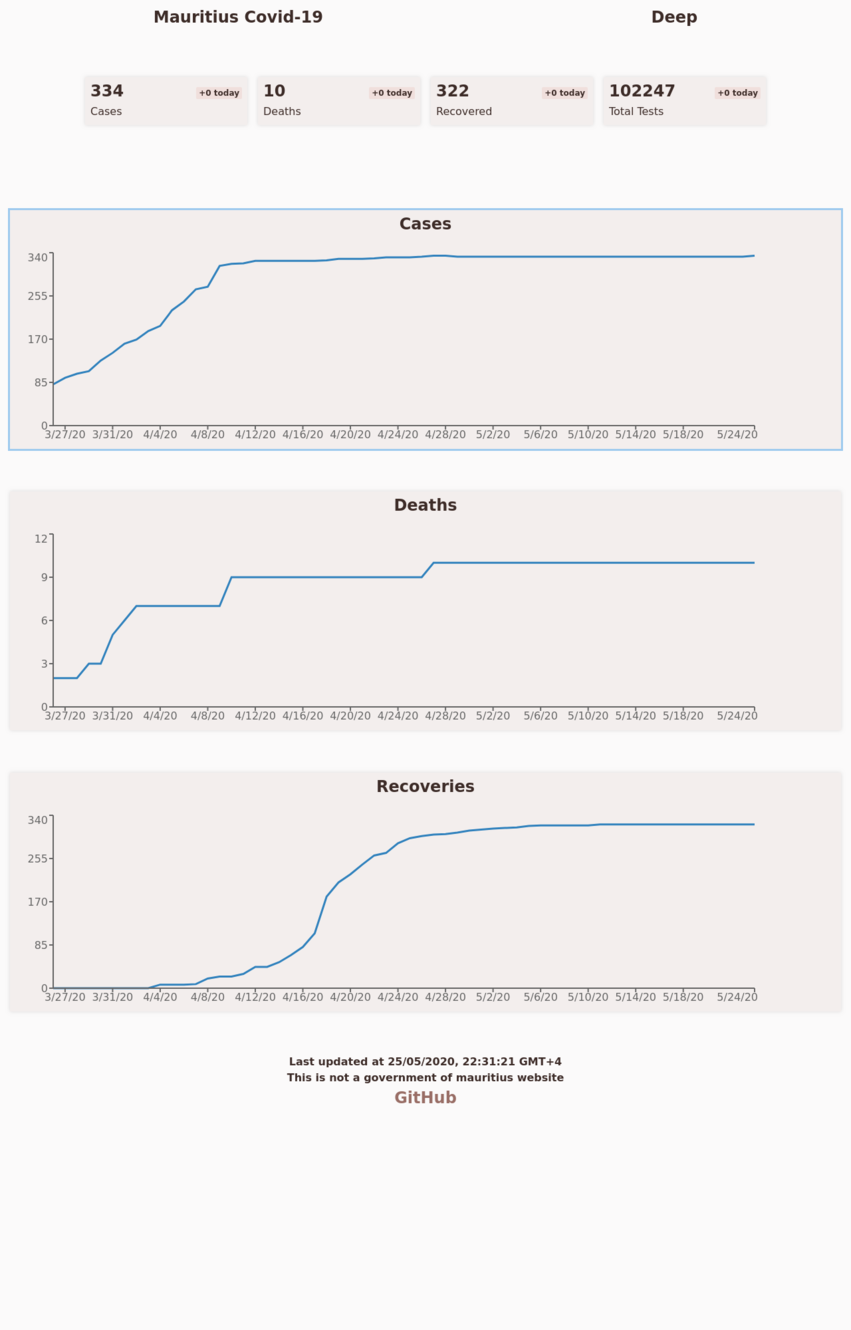 Mauritius Covid-19 Deep
334 +0 today 10 +0 today 322 +0 today 102247 +0 today
Cases Deaths Recovered Total Tests
Cases
340
255
170
85
0
3/27/20 3/31/20 4/4/20 4/8/20 4/12/20 4/16/20 4/20/20 4/24/20 4/28/20 5/2/20 5/6/20 5/10/20 5/14/20 5/18/20 5/24/20
Deaths
12
9
6
3
0
3/27/20 3/31/20 4/4/20 4/8/20 4/12/20 4/16/20 4/20/20 4/24/20 4/28/20 5/2/20 5/6/20 5/10/20 5/14/20 5/18/20 5/24/20
Recoveries
340
255
170
85
0
3/27/20 3/31/20 4/4/20 4/8/20 4/12/20 4/16/20 4/20/20 4/24/20 4/28/20 5/2/20 5/6/20 5/10/20 5/14/20 5/18/20 5/24/20
Last updated at 25/05/2020, 22:31:21 GMT+4
This is not a government of mauritius website
GitHub